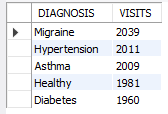 DIAGNOSIS VISITS
Migraine 2039
Hypertension 2011
Asthma 2009
Healthy 1981
Diabetes 1960